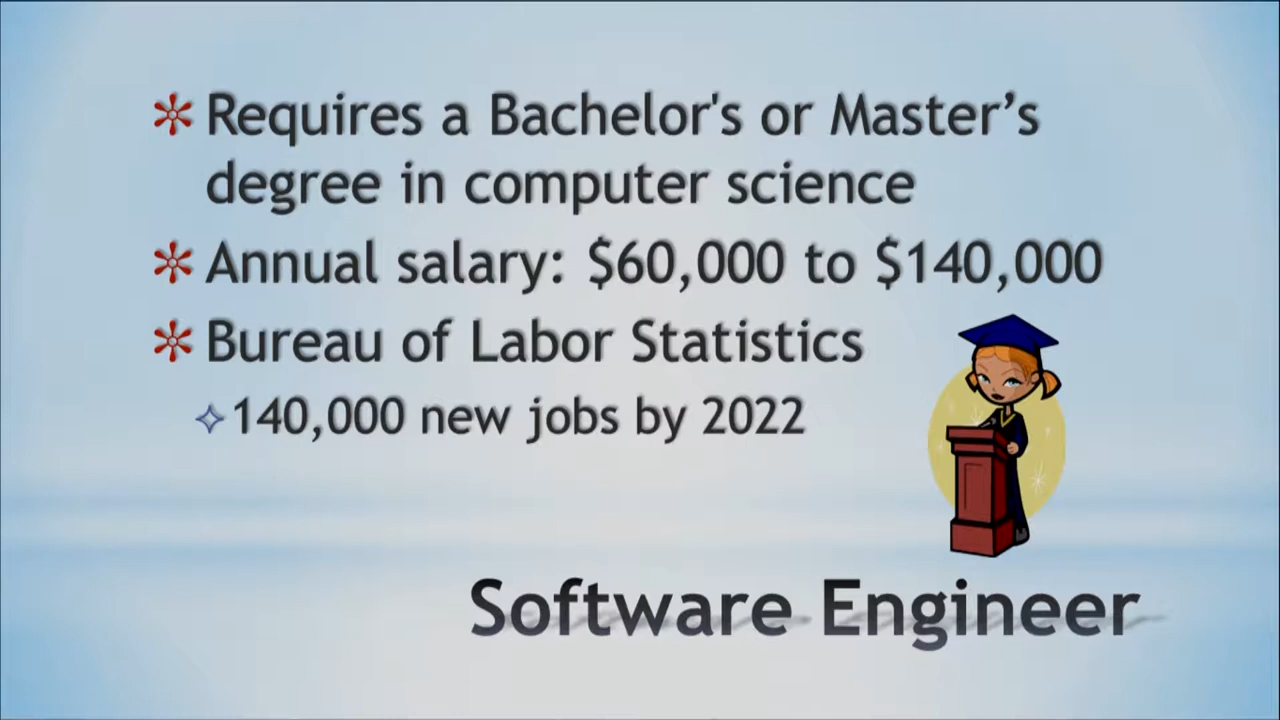 Requires a Bachelor's or Master’s
degree in computer science
Annual salary: $60,000 to $140,000
Bureau of Labor Statistics
140,000 new jobs by 2022
Software Engineer